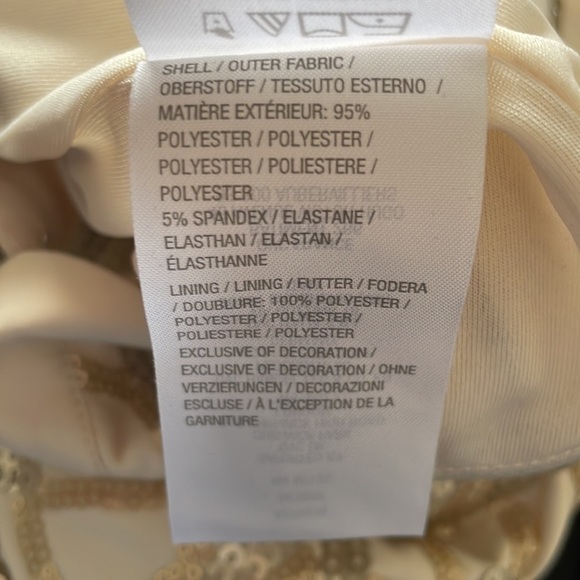 SHELL / OUTER FABRIC /
OBERSTOFF / TESSUTO ESTERNO /
MATIÈRE EXTÉRIEUR: 95%
POLYESTER / POLYESTER /
POLYESTER / POLIESTERE /
POLYESTER
5% SPANDEX / ELASTANE /
ELASTHAN / ELASTAN /
ÉLASTHANNE
LINING / LINING / FUTTER / FODERA
/ DOUBLURE: 100% POLYESTER /
POLYESTER / POLYESTER /
POLIESTERE / POLYESTER
EXCLUSIVE OF DECORATION /
EXCLUSIVE OF DECORATION / OHNE
VERZIERUNGEN / DECORAZIONI
ESCLUSE / À L'EXCEPTION DE LA
GARNITURE